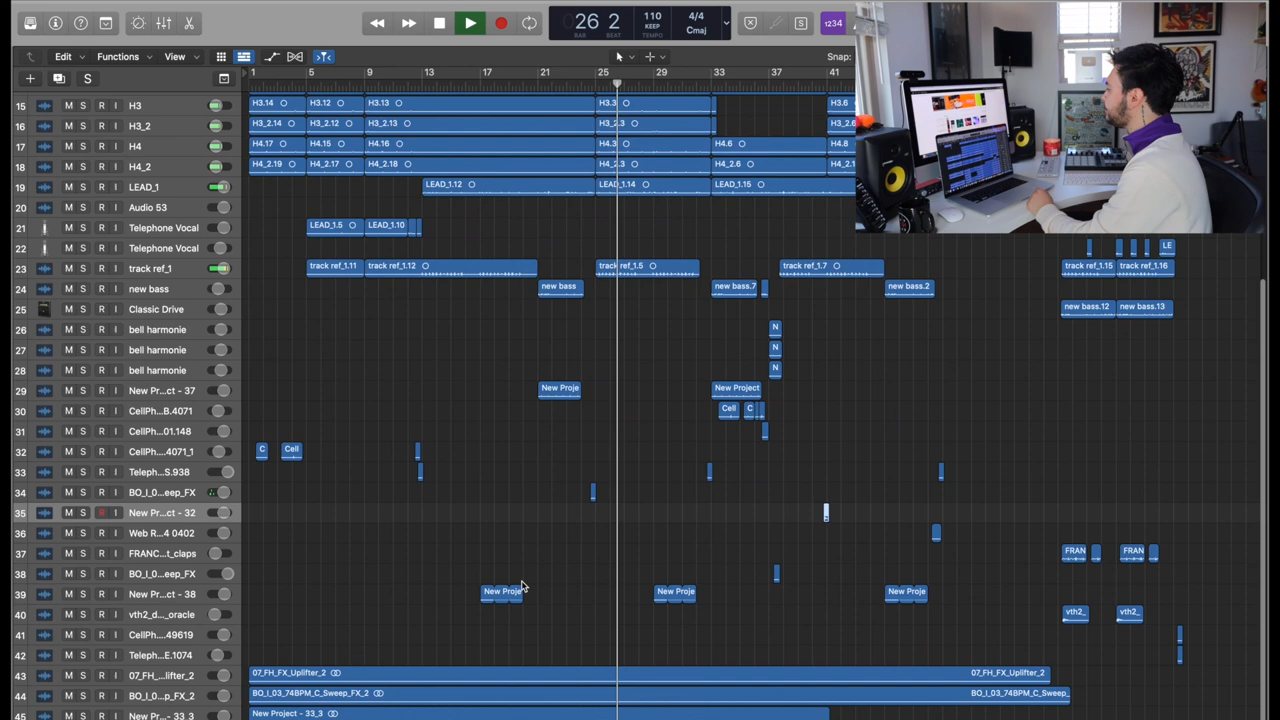 26 2
BAR BEAT
110
KEEP
TEMPO
4/4
Cmaj
1234
Edit Functions View Snap:
S
1 5 9 13 17 21 25 29 33 37 41
15 H3 M S R I H3.14 H3.12 H3.13 H3.3 H3.6
16 H3_2 M S R I H3_2.14 H3_2.12 H3_2.13 H3_2.3 H3_2.6
17 H4 M S R I H4.17 H4.15 H4.16 H4.3 H4.6 H4.8
18 H4_2 M S R I H4_2.19 H4_2.17 H4_2.18 H4_2.3 H4_2.6 H4_2.1
19 LEAD_1 M S R I LEAD_1.12 LEAD_1.14 LEAD_1.15
20 Audio 53 M S R I
21 Telephone Vocal M S R I LEAD_1.5 LEAD_1.10
22 Telephone Vocal M S R I LE
23 track ref_1 M S R I track ref_1.11 track ref_1.12 track ref_1.5 track ref_1.7 track ref_1.15 track ref_1.16
24 new bass M S R I new bass new bass.7 new bass.2
25 Classic Drive M S R I new bass.12 new bass.13
26 bell harmonie M S R I N
27 bell harmonie M S R I N
28 bell harmonie M S R I N
29 New Pr...ct - 37 M S R I New Proje New Project
30 CellPh...B.4071 M S R I Cell C
31 CellPh...01.148 M S R I
32 CellPh...4071_1 M S R I C Cell
33 Teleph...S.938 M S R I
34 BO_I_0...eep_FX M S R I
35 New Pr...ct - 32 M S R I
36 Web R...4 0402 M S R I
37 FRANC...t_claps M S R I FRAN FRAN
38 BO_I_0...eep_FX M S R I
39 New Pr...ct - 38 M S R I New Proje New Proje New Proje
40 vth2_d..._oracle M S R I vth2_ vth2_
41 CellPh...49619 M S R I
42 Teleph...E.1074 M S R I
43 07_FH_...lifter_2 M S R I 07_FH_FX_Uplifter_2 07_FH_FX_Uplifter_2
44 BO_I_0...p_FX_2 M S R I BO_I_03_74BPM_C_Sweep_FX_2 BO_I_03_74BPM_C_Sweep_
45 New Pr...- 33_3 M S R I New Project - 33_3